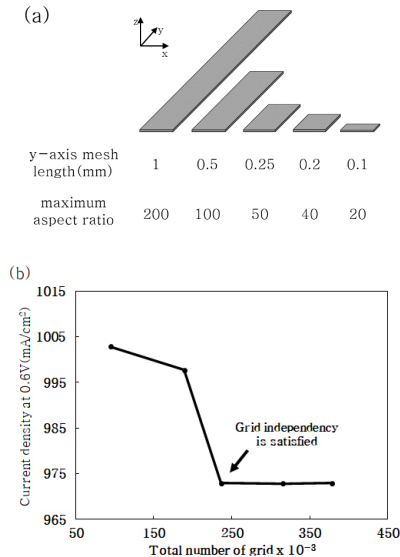 (a)
z
y
x
y-axis mesh
length(mm) 1 0.5 0.25 0.2 0.1
maximum
aspect ratio 200 100 50 40 20
(b)
1015
1005
995
985
975
965
Current density at 0.6V(mA/cm²)
Grid independency
is satisfied
50 150 250 350 450
Total number of grid x 10⁻³